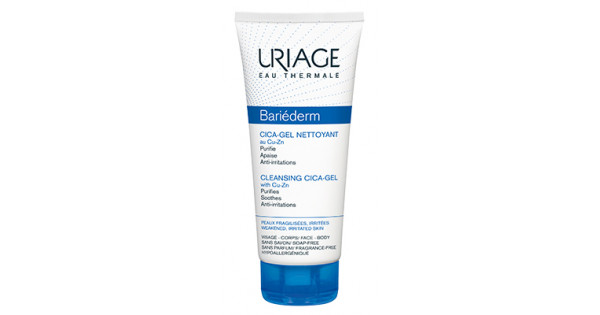 URIAGE
EAU THERMALE
Bariéderm
CICA-GEL NETTOYANT
au Cu-Zn
Purifie
Apaise
Anti-irritations
CLEANSING CICA-GEL
with Cu-Zn
Purifies
Soothes
Anti-irritations
PEAUX FRAGILISÉES, IRRITÉES
WEAKENED, IRRITATED SKIN
VISAGE - CORPS/ FACE - BODY
SANS SAVON/ SOAP-FREE
SANS PARFUM/ FRAGRANCE-FREE
HYPOALLERGÉNIQUE